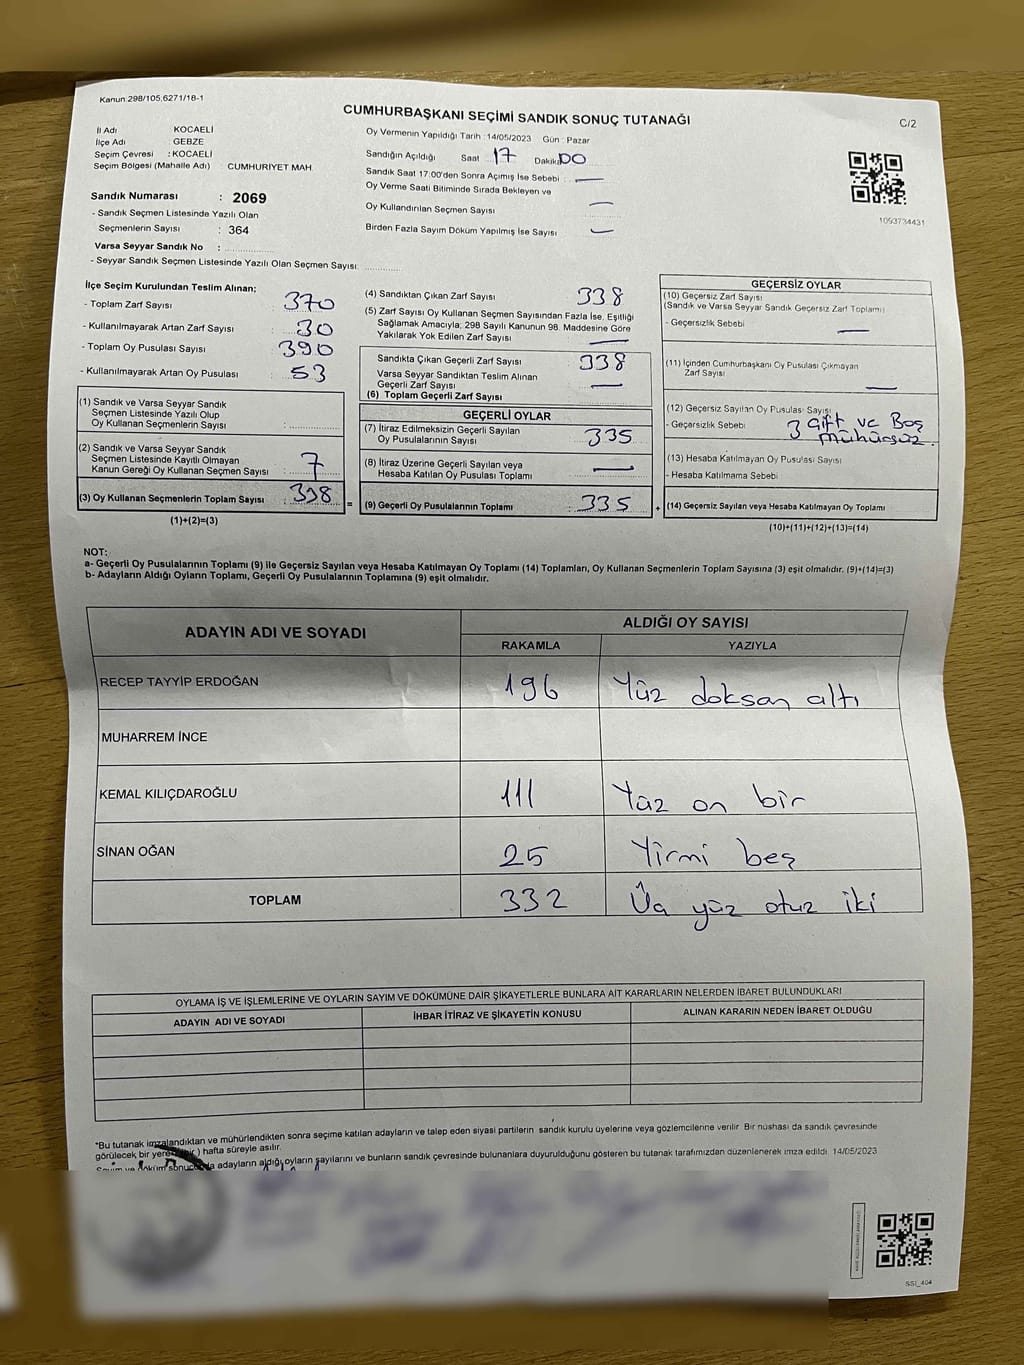 Kanun:298/105,6271/18-1
CUMHURBAŞKANI SEÇİMİ SANDIK SONUÇ TUTANAĞI
C/2
İl Adı KOCAELİ
İlçe Adı GEBZE
Seçim Çevresi : KOCAELİ
Seçim Bölgesi (Mahalle Adı) CUMHURİYET MAH
Sandık Numarası : 2069
- Sandık Seçmen Listesinde Yazılı Olan
Seçmenlerin Sayısı : 364
Varsa Seyyar Sandık No :
- Seyyar Sandık Seçmen Listesinde Yazılı Olan Seçmen Sayısı:
Oy Vermenin Yapıldığı Tarih : 14/05/2023 Gün : Pazar
Sandığın Açıldığı Saat 17 Dakika 00
Sandık Saat 17:00'den Sonra Açımış İse Sebebi : —
Oy Verme Saati Bitiminde Sırada Bekleyen ve
Oy Kullandırılan Seçmen Sayısı —
Birden Fazla Sayım Döküm Yapılmış İse Sayısı —
1093734431
İlçe Seçim Kurulundan Teslim Alınan;
- Toplam Zarf Sayısı : 370
- Kullanılmayarak Artan Zarf Sayısı : 30
- Toplam Oy Pusulası Sayısı : 390
- Kullanılmayarak Artan Oy Pusulası : 53
(1) Sandık ve Varsa Seyyar Sandık
Seçmen Listesinde Yazılı Olup
Oy Kullanan Seçmenlerin Sayısı :
(2) Sandık ve Varsa Seyyar Sandık
Seçmen Listesinde Kayıtlı Olmayan
Kanun Gereği Oy Kullanan Seçmen Sayısı : 7
(3) Oy Kullanan Seçmenlerin Toplam Sayısı : 338
(1)+(2)=(3)
=
(4) Sandıktan Çıkan Zarf Sayısı 338
(5) Zarf Sayısı Oy Kullanan Seçmen Sayısından Fazla İse, Eşitliği
Sağlamak Amacıyla; 298 Sayılı Kanunun 98. Maddesine Göre
Yakılarak Yok Edilen Zarf Sayısı —
Sandıkta Çıkan Geçerli Zarf Sayısı 338
Varsa Seyyar Sandıktan Teslim Alınan
Geçerli Zarf Sayısı —
(6) Toplam Geçerli Zarf Sayısı
GEÇERLİ OYLAR
(7) İtiraz Edilmeksizin Geçerli Sayılan
Oy Pusulalarının Sayısı 335
(8) İtiraz Üzerine Geçerli Sayılan veya
Hesaba Katılan Oy Pusulası Toplamı —
(9) Geçerli Oy Pusulalarının Toplamı 335
+
GEÇERSİZ OYLAR
(10) Geçersiz Zarf Sayısı
(Sandık ve Varsa Seyyar Sandık Geçersiz Zarf Toplamı)
- Geçersizlik Sebebi —
(11) İçinden Cumhurbaşkanı Oy Pusulası Çıkmayan
Zarf Sayısı —
(12) Geçersiz Sayılan Oy Pusulası Sayısı
- Geçersizlik Sebebi 3 Çift ve Boş
Mühürsüz
(13) Hesaba Katılmayan Oy Pusulası Sayısı
- Hesaba Katılmama Sebebi
(14) Geçersiz Sayılan veya Hesaba Katılmayan Oy Toplamı
(10)+(11)+(12)+(13)=(14)
NOT:
a- Geçerli Oy Pusulalarının Toplamı (9) ile Geçersiz Sayılan veya Hesaba Katılmayan Oy Toplamı (14) Toplamları, Oy Kullanan Seçmenlerin Toplam Sayısına (3) eşit olmalıdır. (9)+(14)=(3)
b- Adayların Aldığı Oyların Toplamı, Geçerli Oy Pusulalarının Toplamına (9) eşit olmalıdır.
ADAYIN ADI VE SOYADI
ALDIĞI OY SAYISI
RAKAMLA YAZIYLA
RECEP TAYYİP ERDOĞAN 196 Yüz doksan altı
MUHARREM İNCE
KEMAL KILIÇDAROĞLU 111 Yüz on bir
SİNAN OĞAN 25 Yirmi beş
TOPLAM 332 Üç yüz otuz iki
OYLAMA İŞ VE İŞLEMLERİNE VE OYLARIN SAYIM VE DÖKÜMÜNE DAİR ŞİKAYETLERLE BUNLARA AİT KARARLARIN NELERDEN İBARET BULUNDUKLARI
ADAYIN ADI VE SOYADI İHBAR İTİRAZ VE ŞİKAYETİN KONUSU ALINAN KARARIN NEDEN İBARET OLDUĞU
*Bu tutanak imzalandıktan ve mühürlendikten sonra seçime katılan adayların ve talep eden siyasi partilerin sandık kurulu üyelerine veya gözlemcilerine verilir. Bir nüshası da sandık çevresinde
görülecek bir yere ) hafta süreyle asılır.
Sayım ve döküm adayların aldığı oyların sayılarını ve bunların sandık çevresinde bulunanlara duyurulduğunu gösteren bu tutanak tarafımızdan düzenlenerek imza edildi. 14/05/2023
SSI_404